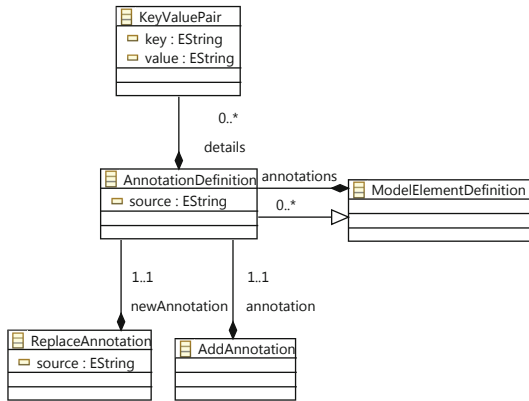 KeyValuePair
key : EString
value : EString
0..*
details
AnnotationDefinition
source : EString
annotations
0..*
ModelElementDefinition
1..1
newAnnotation
1..1
annotation
ReplaceAnnotation
source : EString
AddAnnotation